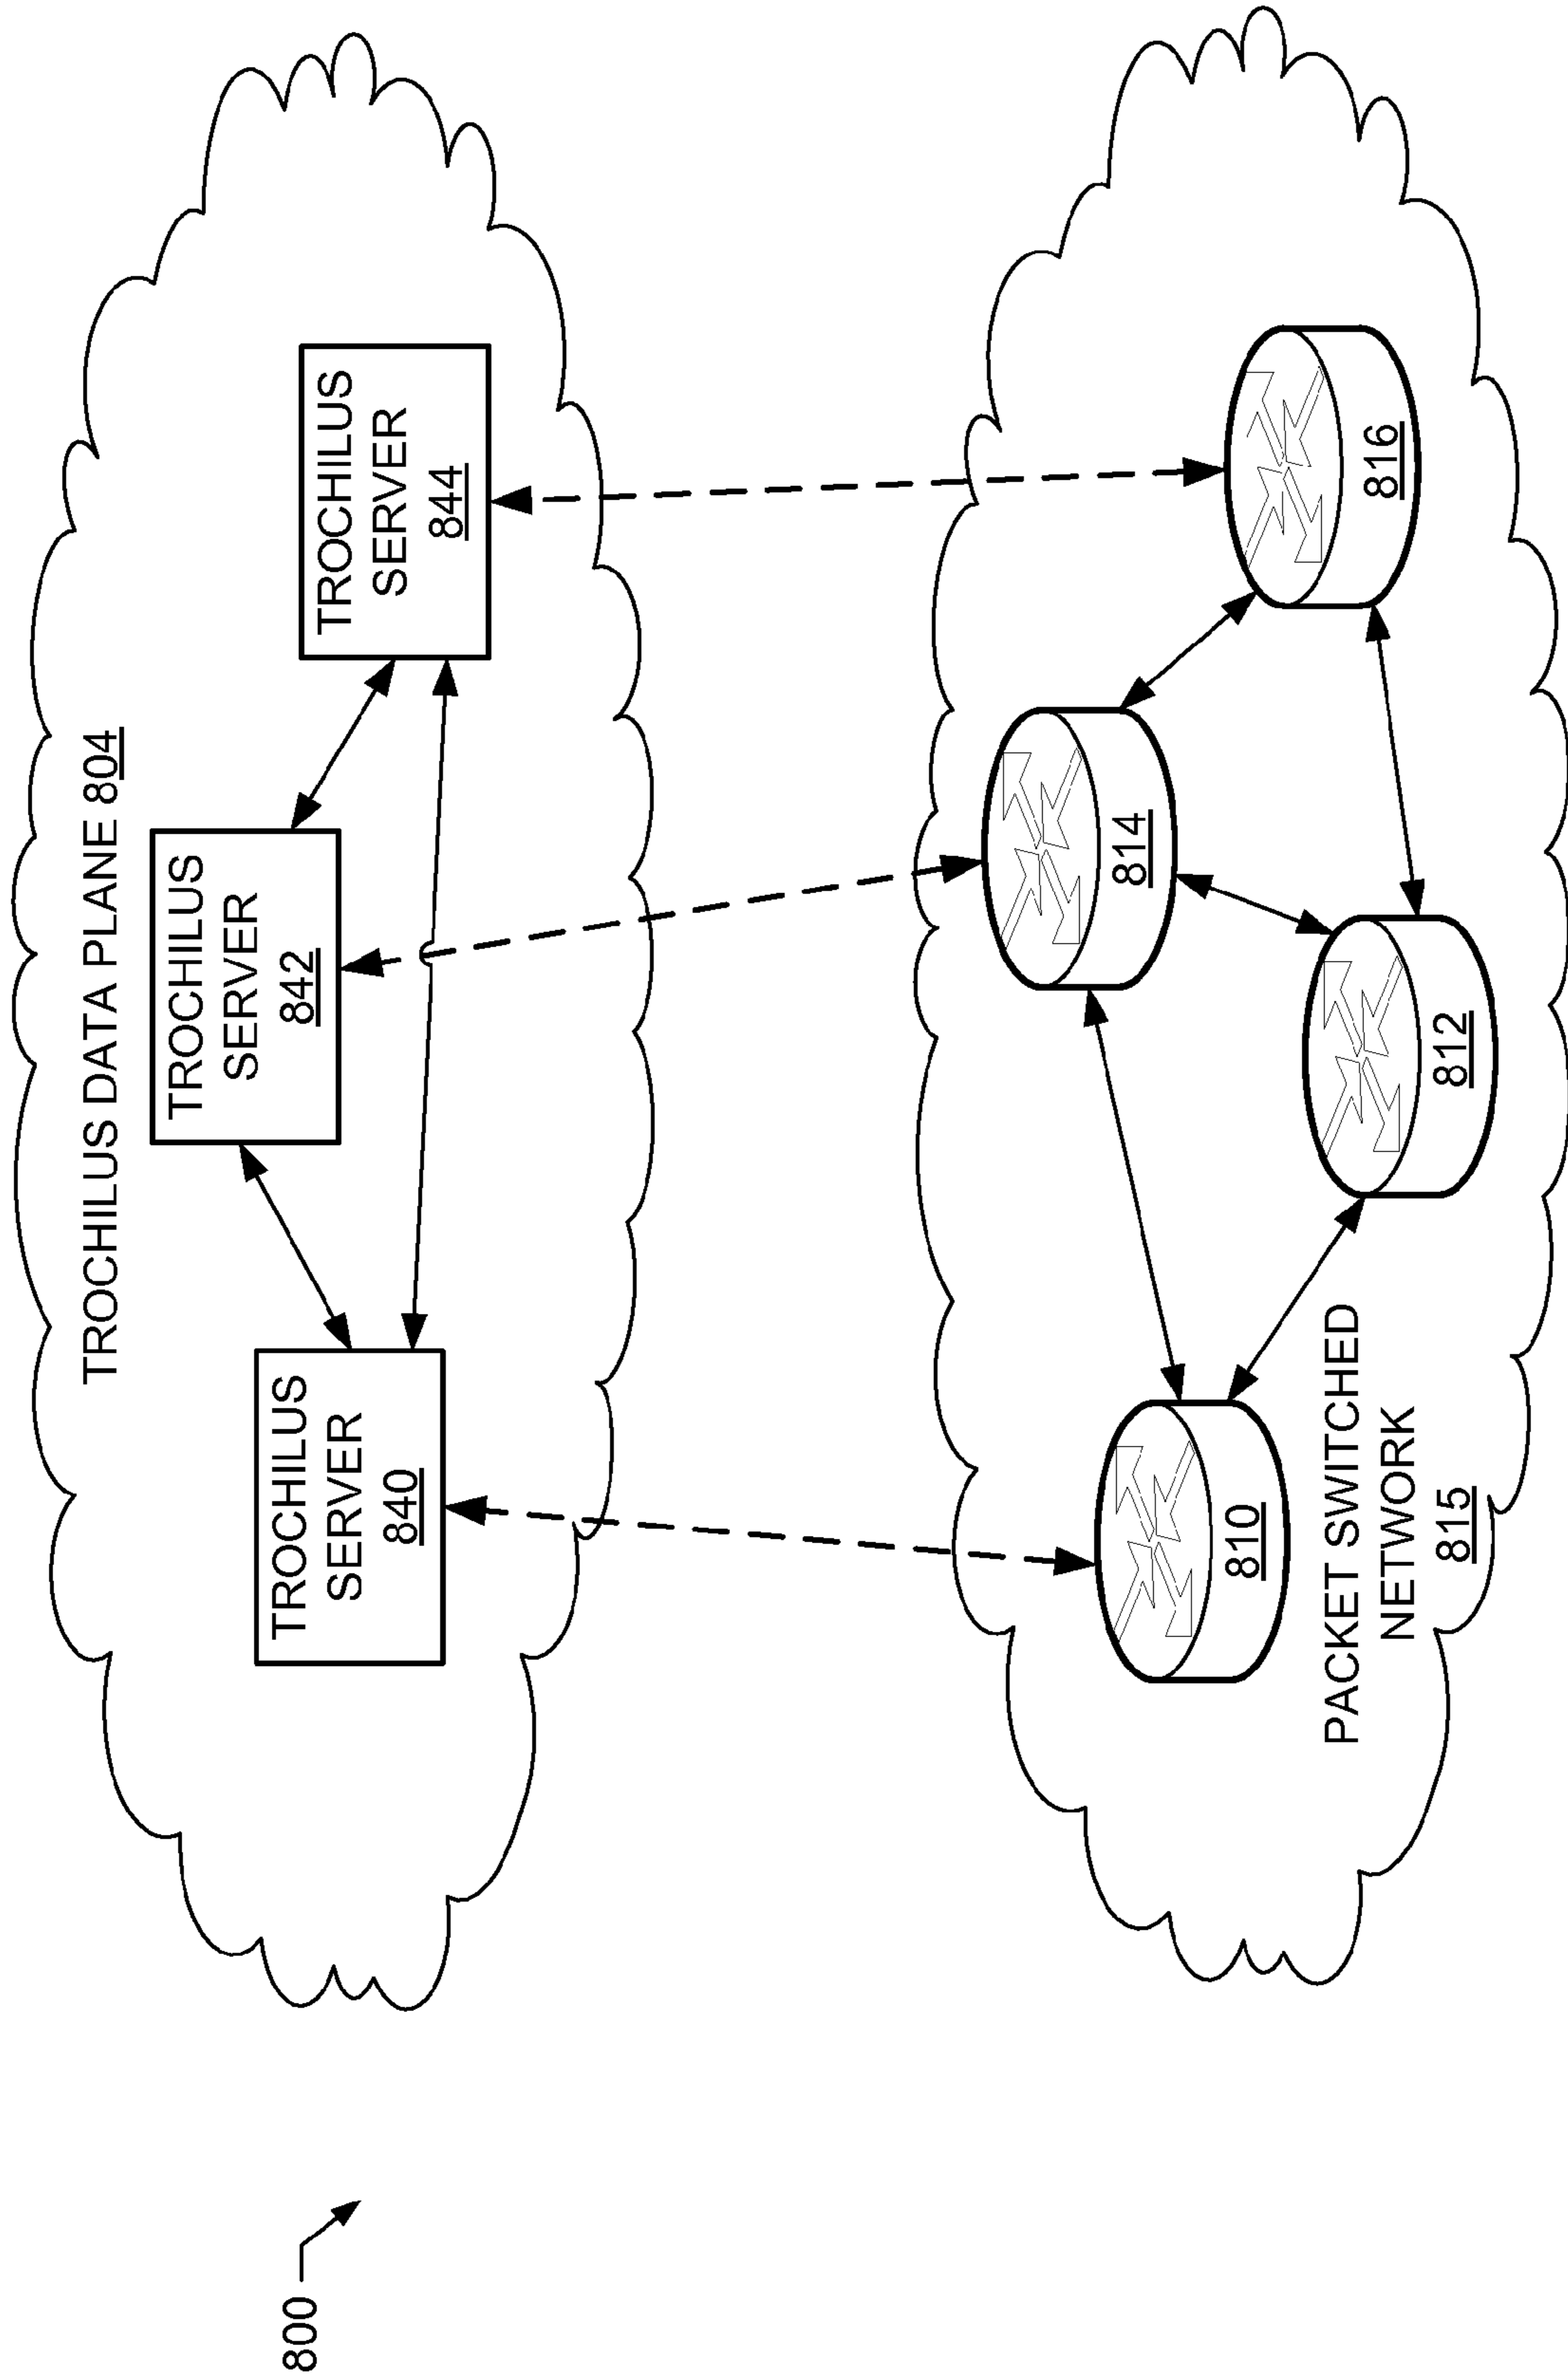 800
TROCHILUS DATA PLANE 804
TROCHILUS
SERVER
840
TROCHILUS
SERVER
842
TROCHILUS
SERVER
844
810
814
812
816
PACKET SWITCHED
NETWORK
815